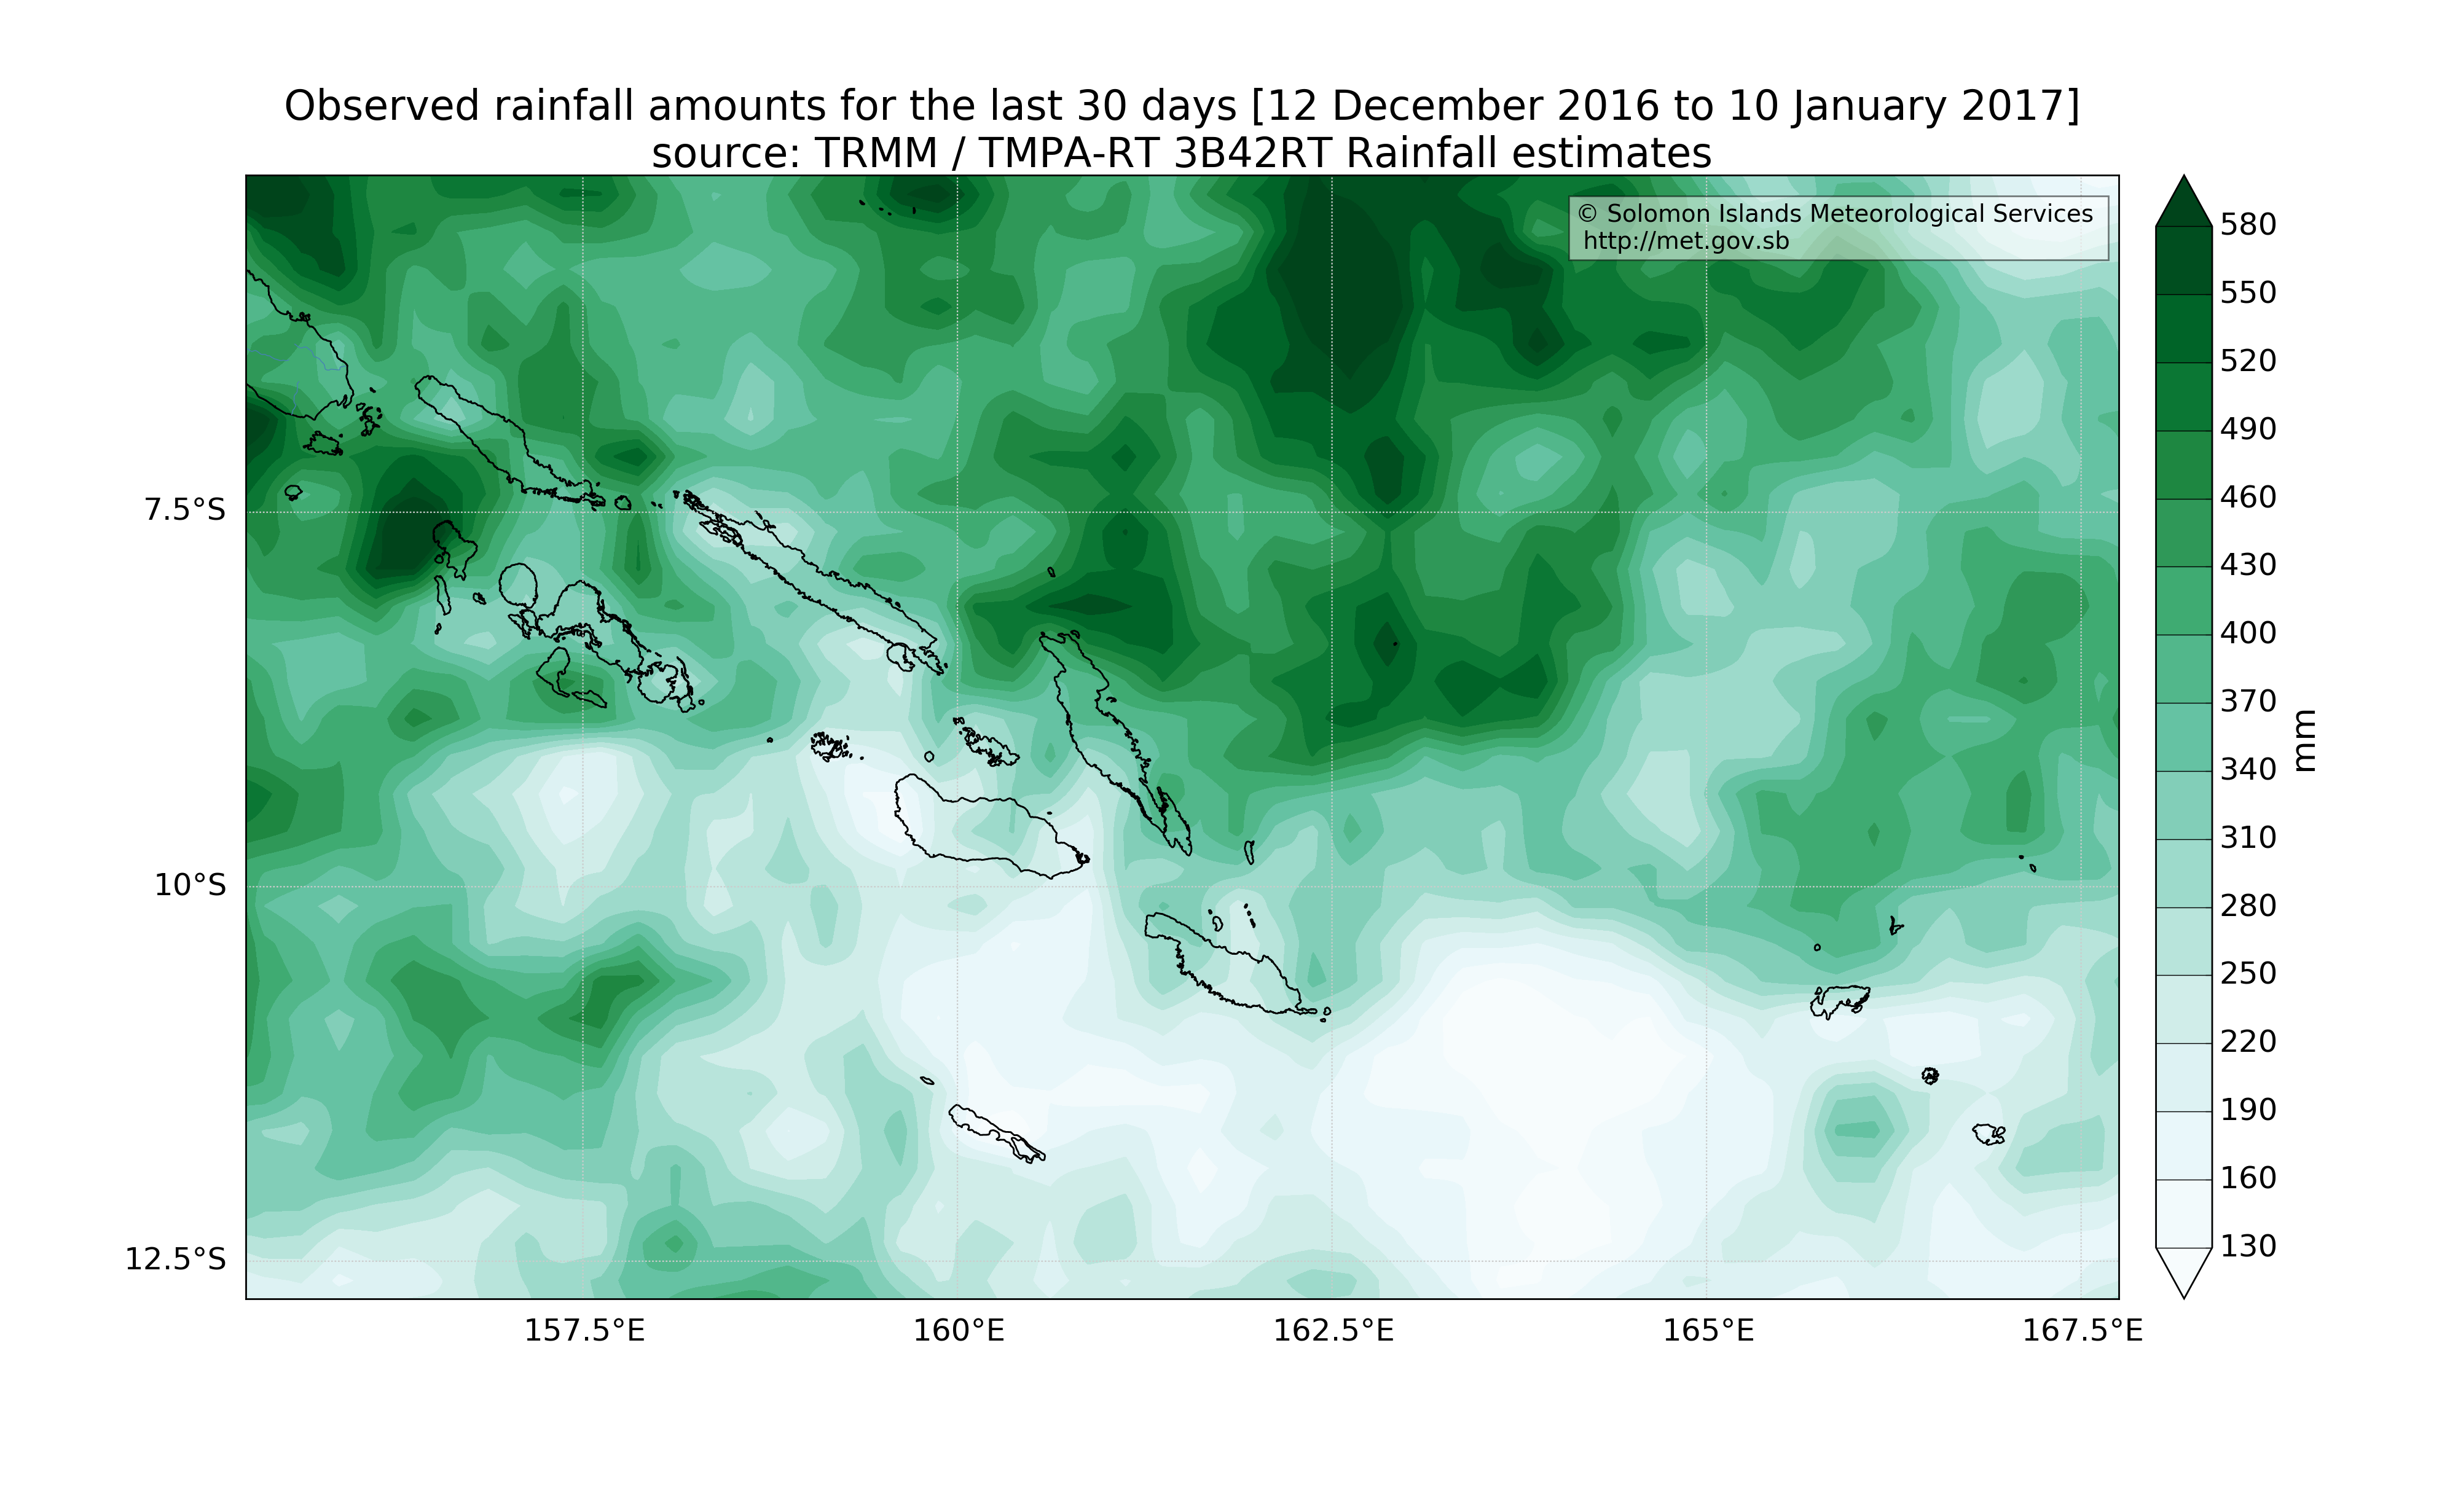 Observed rainfall amounts for the last 30 days [12 December 2016 to 10 January 2017]
source: TRMM / TMPA-RT 3B42RT Rainfall estimates
© Solomon Islands Meteorological Services
http://met.gov.sb
7.5°S
10°S
12.5°S
157.5°E
160°E
162.5°E
165°E
167.5°E
580
550
520
490
460
430
400
370
340
310
280
250
220
190
160
130
mm